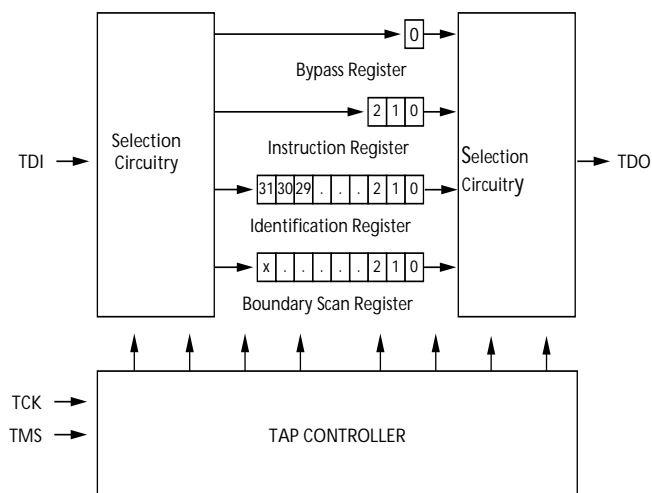 0
Bypass Register
2 1 0
Selection
Circuitry
Instruction Register
Selection
Circuitry
TDI
TDO
31 30 29 . . . 2 1 0
Identification Register
x . . . . . 2 1 0
Boundary Scan Register
TCK
TMS
TAP CONTROLLER